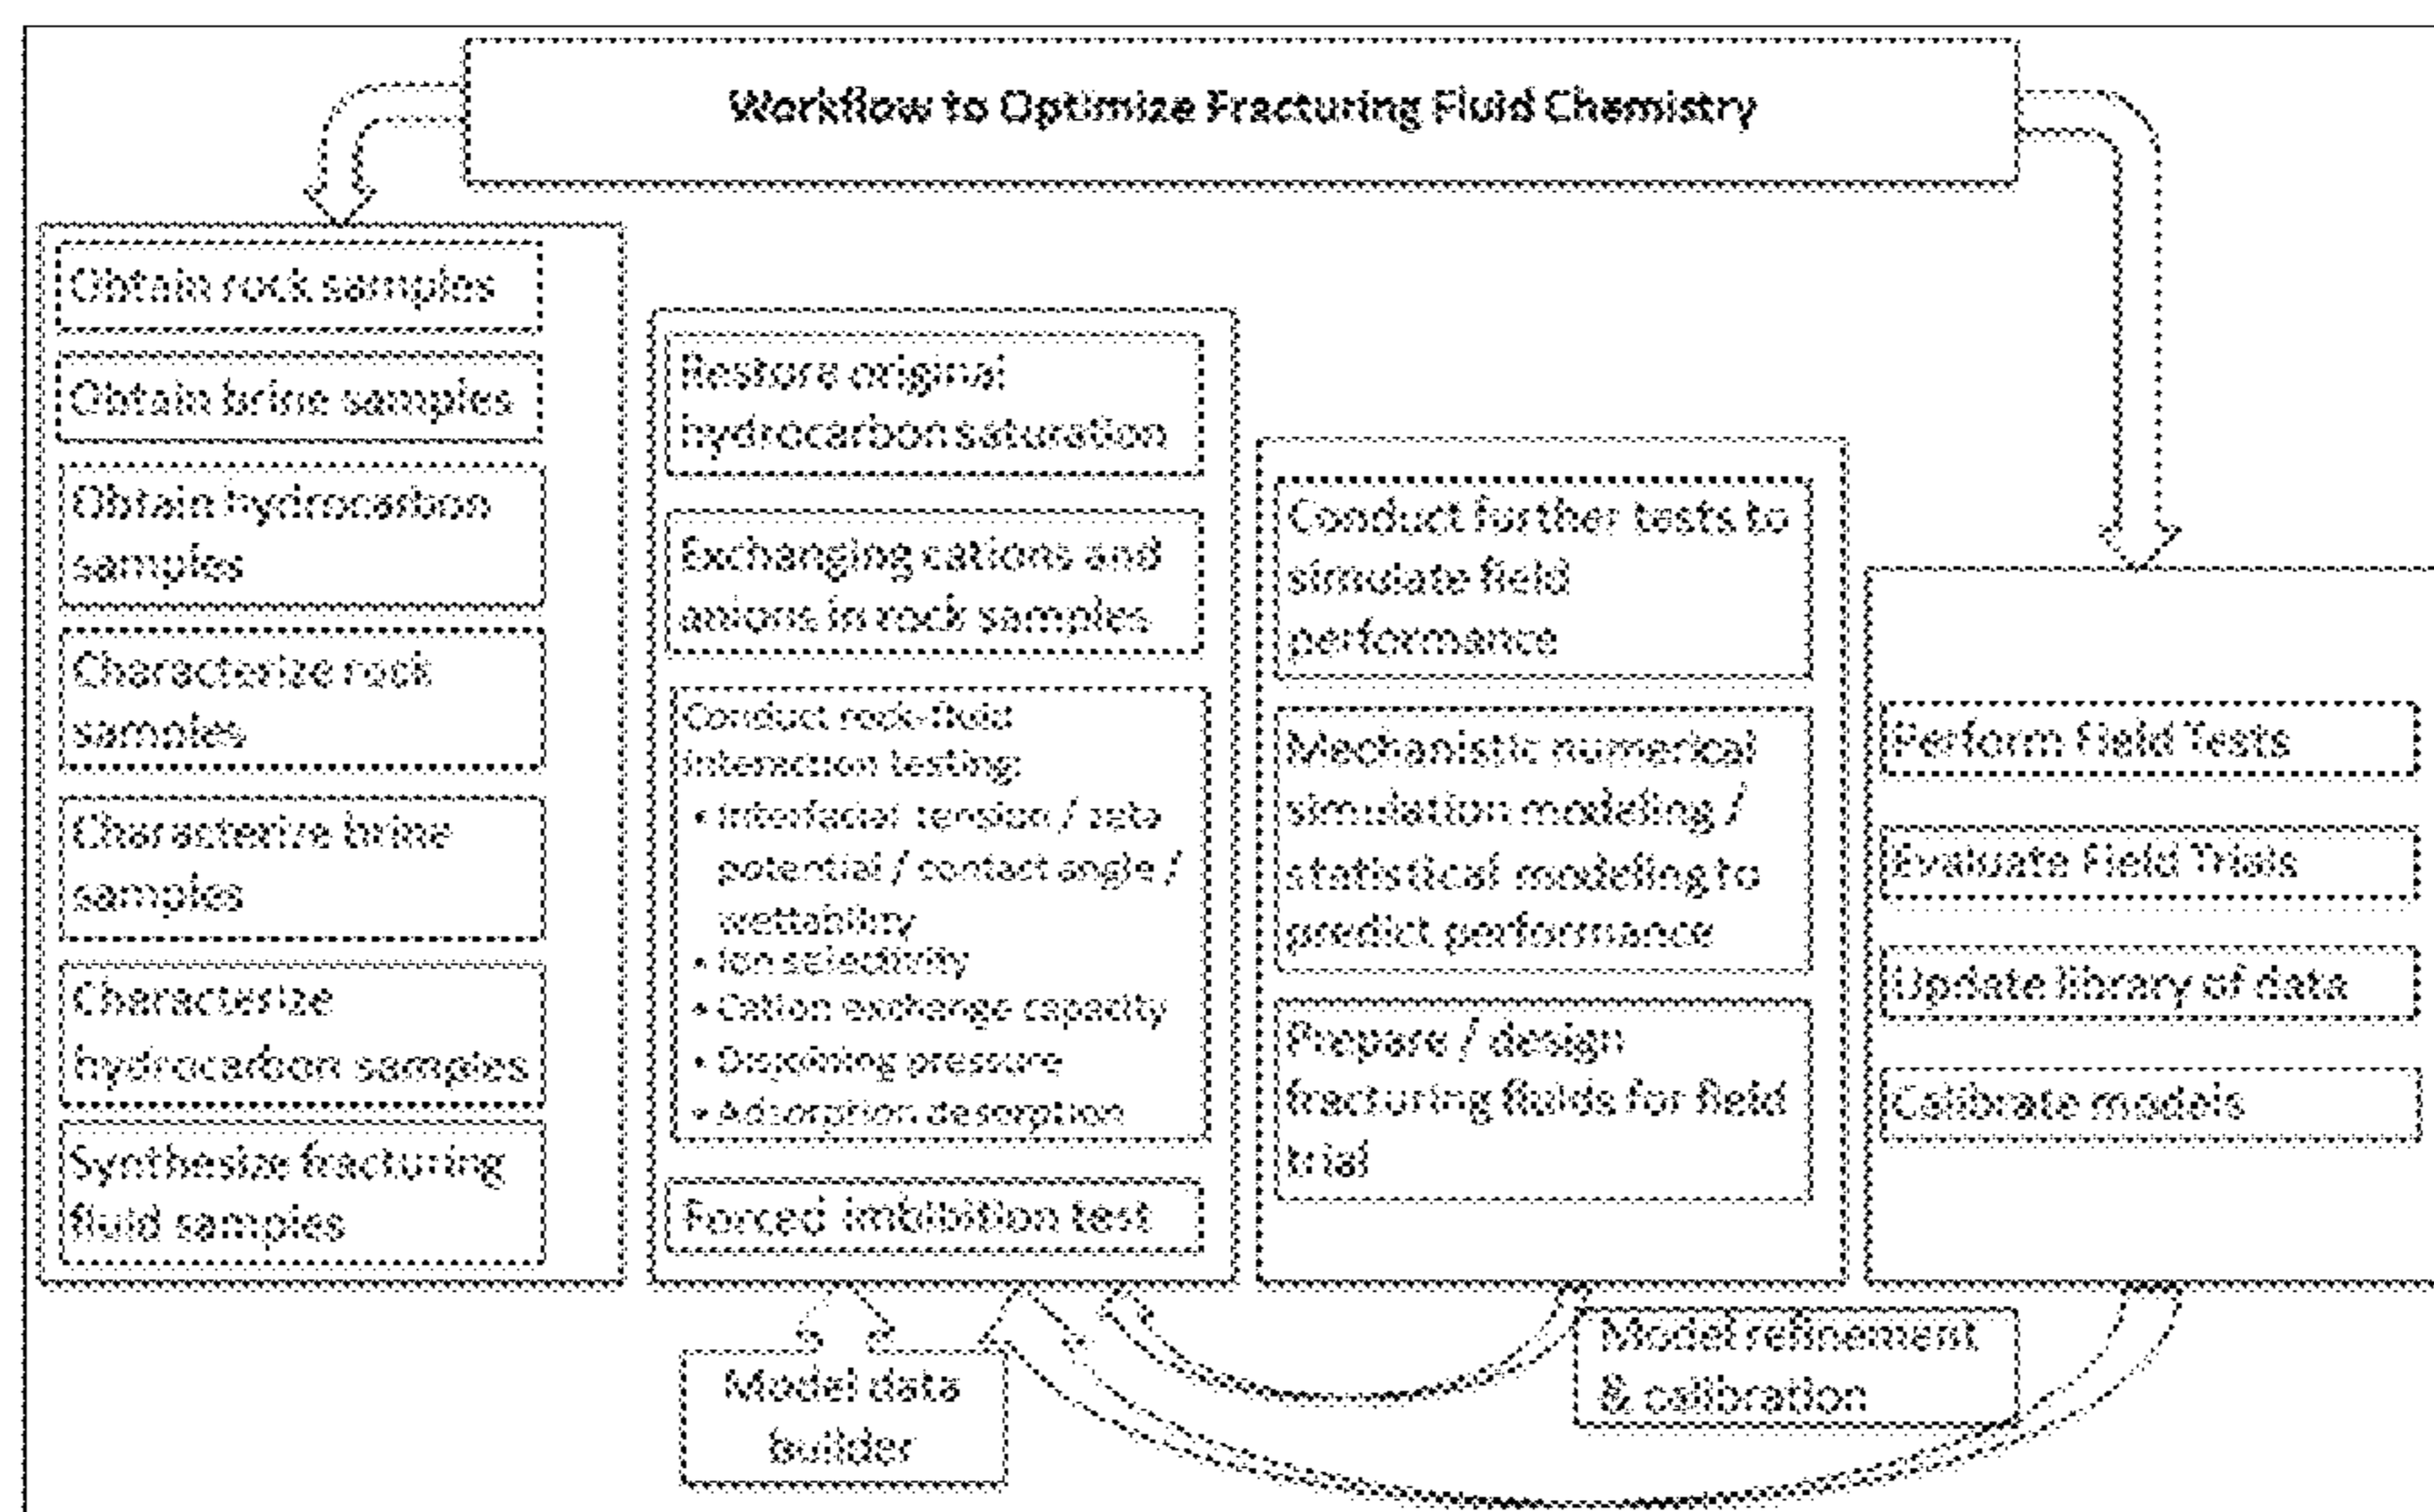 Workflow to Optimize Fracturing Fluid Chemistry
Obtain rock samples
Obtain brine samples
Obtain hydrocarbon
samples
Characterize rock
samples
Characterize brine
samples
Characterize
hydrocarbon samples
Synthesize fracturing
fluid samples
Restore original
hydrocarbon saturation
Exchanging cations and
anions in rock samples
Conduct rock-fluid
interaction testing:
• Interfacial tension / zeta
potential / contact angle /
wettability
• Ion selectivity
• Cation exchange capacity
• Disjoining pressure
• Adsorption desorption
Forced imbibition test
Conduct further tests to
simulate field
performance
Mechanistic numerical
simulation modeling /
statistical modeling to
predict performance
Prepare / design
fracturing fluids for field
trial
Perform Field Tests
Evaluate Field Trials
Update library of data
Calibrate models
Model data
builder
Model refinement
& calibration